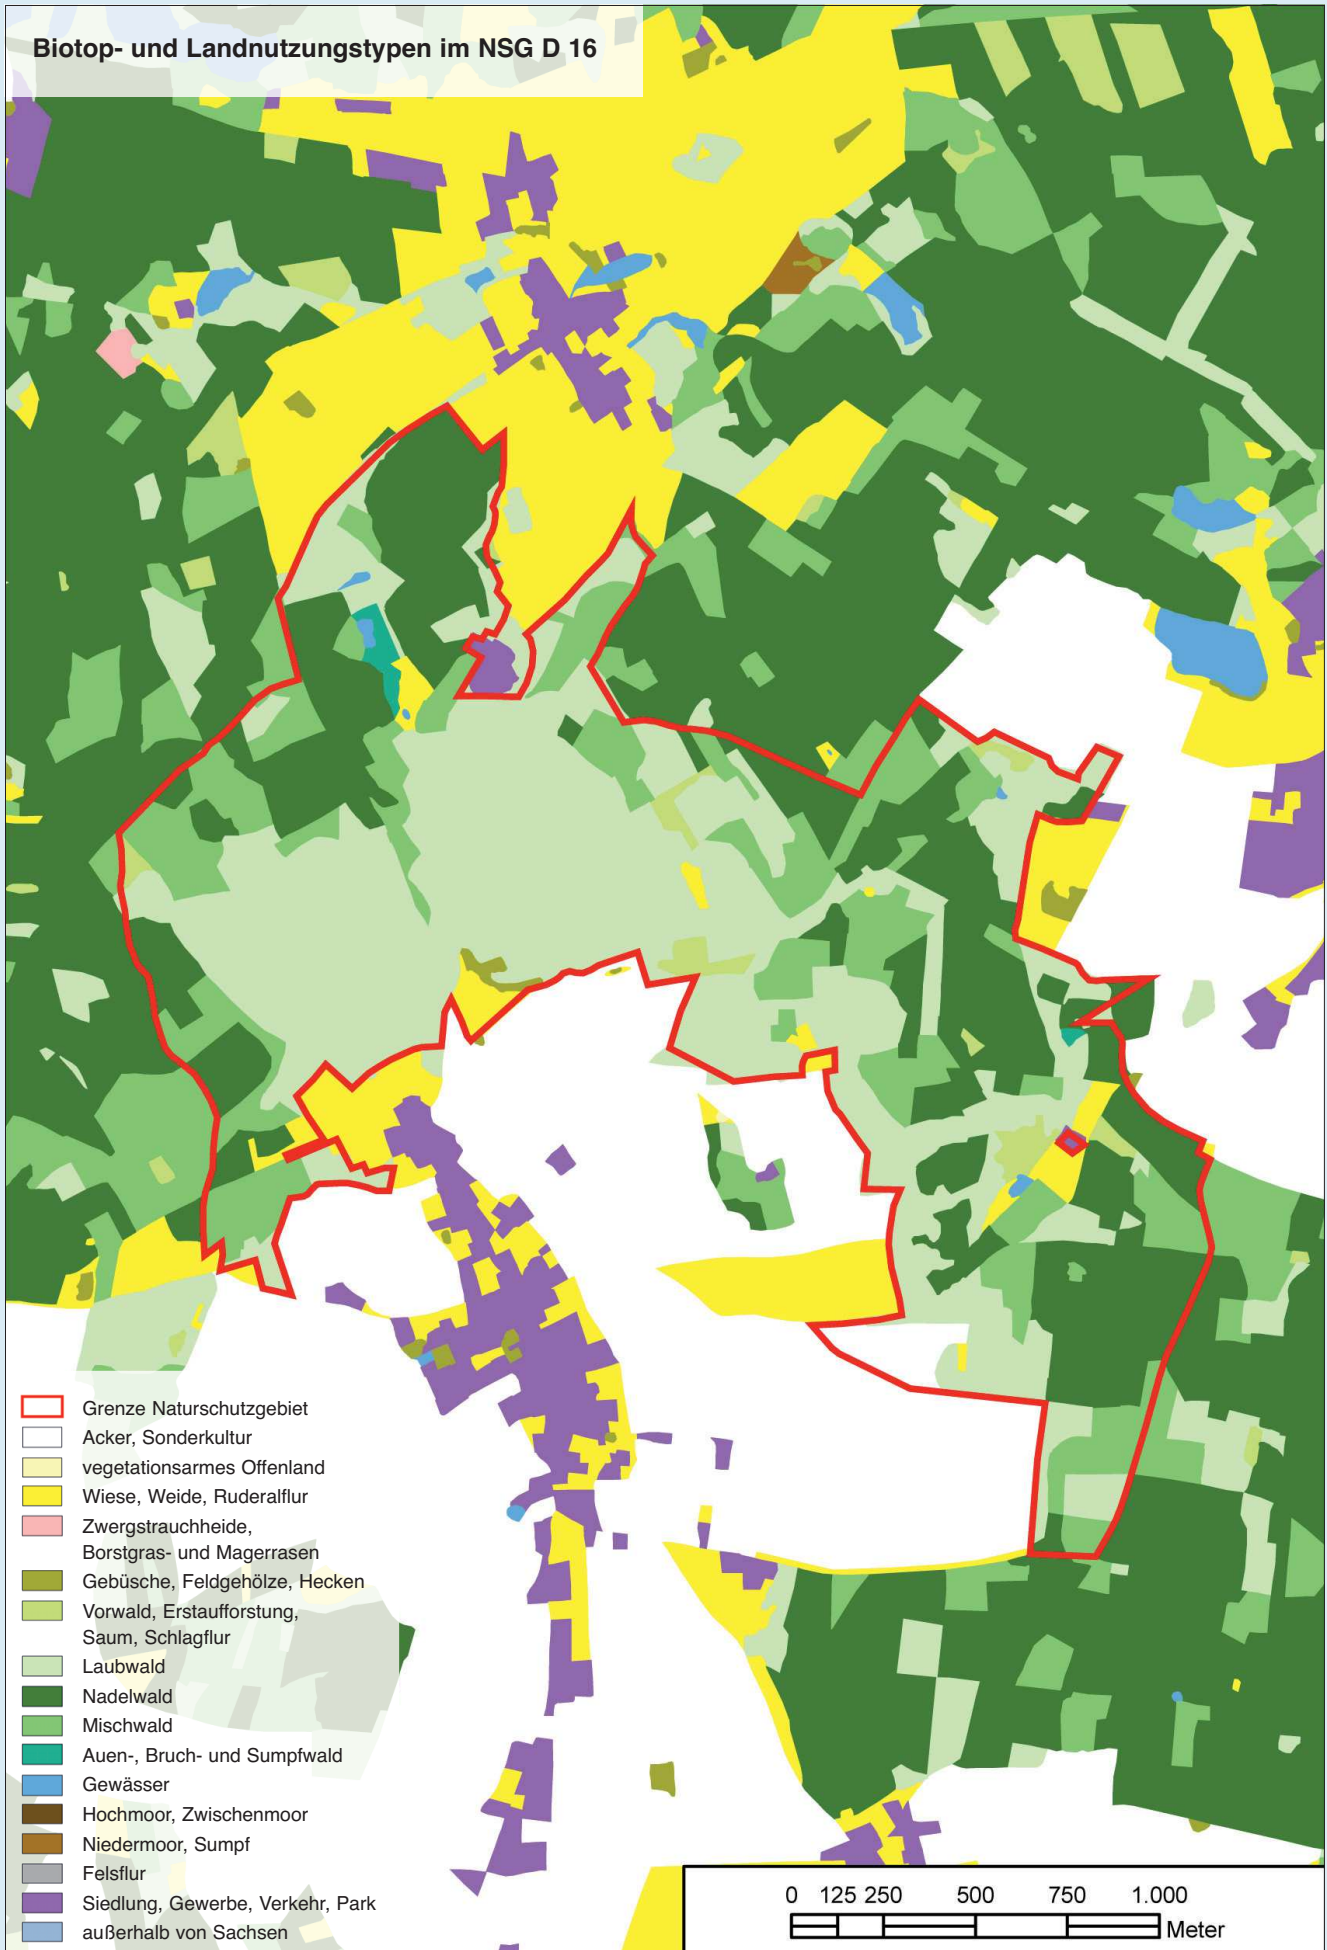 Biotop- und Landnutzungstypen im NSG D 16
Grenze Naturschutzgebiet
Acker, Sonderkultur
vegetationsarmes Offenland
Wiese, Weide, Ruderalflur
Zwergstrauchheide,
Borstgras- und Magerrasen
Gebüsche, Feldgehölze, Hecken
Vorwald, Erstaufforstung,
Saum, Schlagflur
Laubwald
Nadelwald
Mischwald
Auen-, Bruch- und Sumpfwald
Gewässer
Hochmoor, Zwischenmoor
Niedermoor, Sumpf
Felsflur
Siedlung, Gewerbe, Verkehr, Park
außerhalb von Sachsen
0 125 250 500 750 1.000
Meter